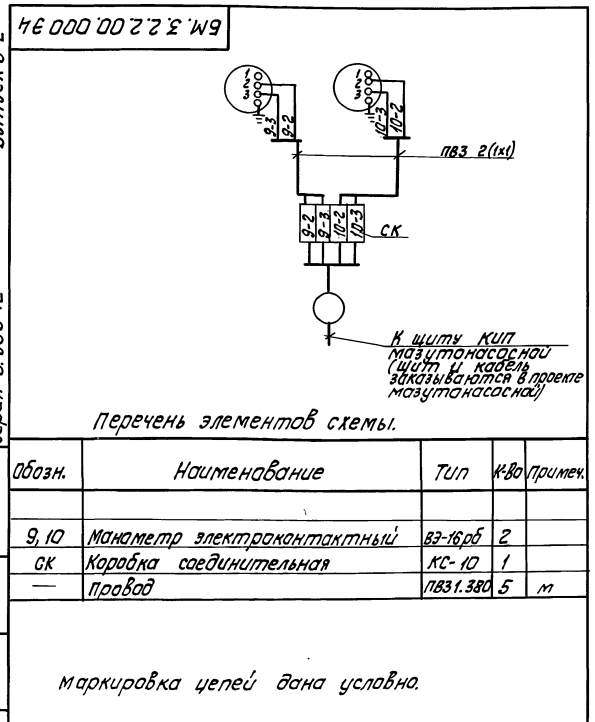 БМ.3.2.2.00.000 Э4
1
2
3
1
2
3
9-3
9-2
10-3
10-2
ПВЗ 2(1х1)
9-2
9-3
10-2
10-3
СК
К щиту КИП
мазутонасосной
(щит и кабель
заказываются в проекте
мазутонасосной)
Перечень элементов схемы.
Обозн. Наименование Тип К-во Примеч.
9,10 Манометр электроконтактный ВЭ-16рб 2
СК Коробка соединительная КС-10 1
— Провод ПВ31.380 5 м
Маркировка цепей дана условно.